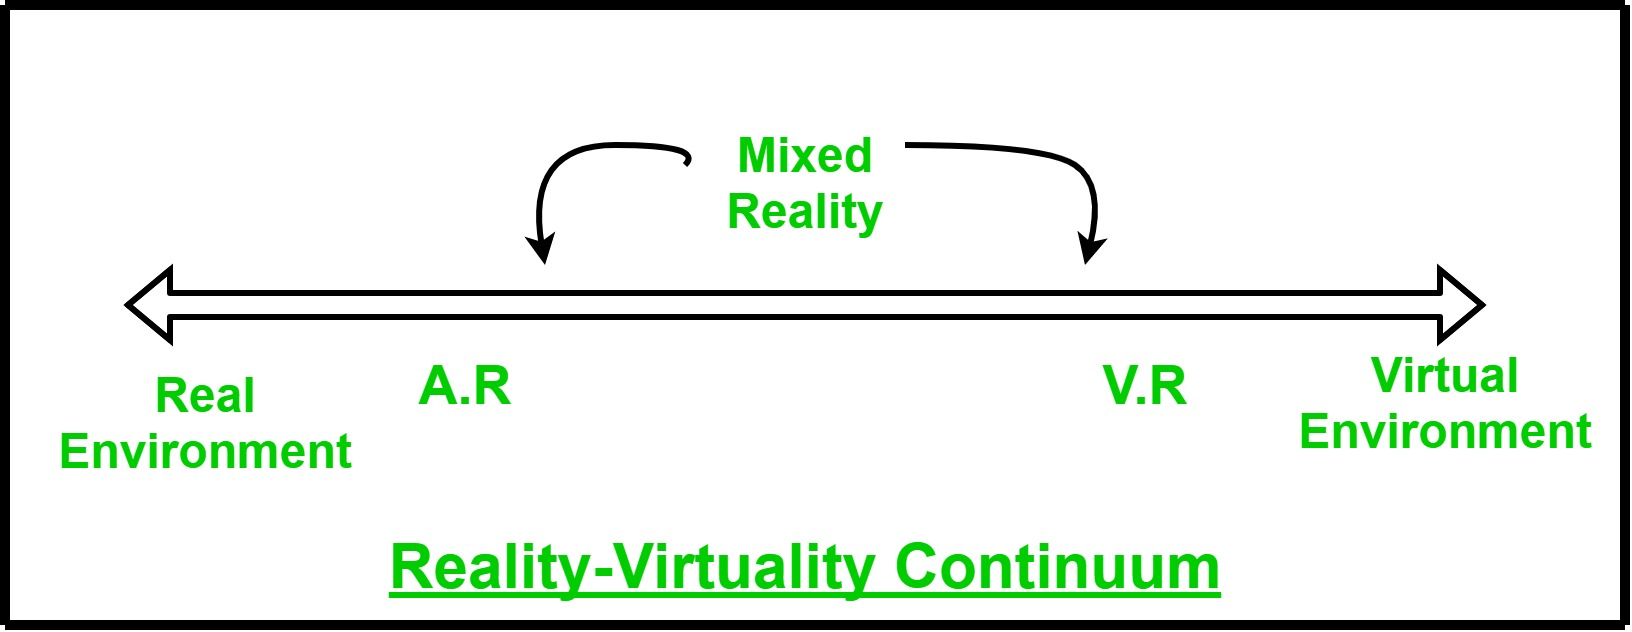 Mixed
Reality
A.R
V.R
Real
Environment
Virtual
Environment
Reality-Virtuality Continuum